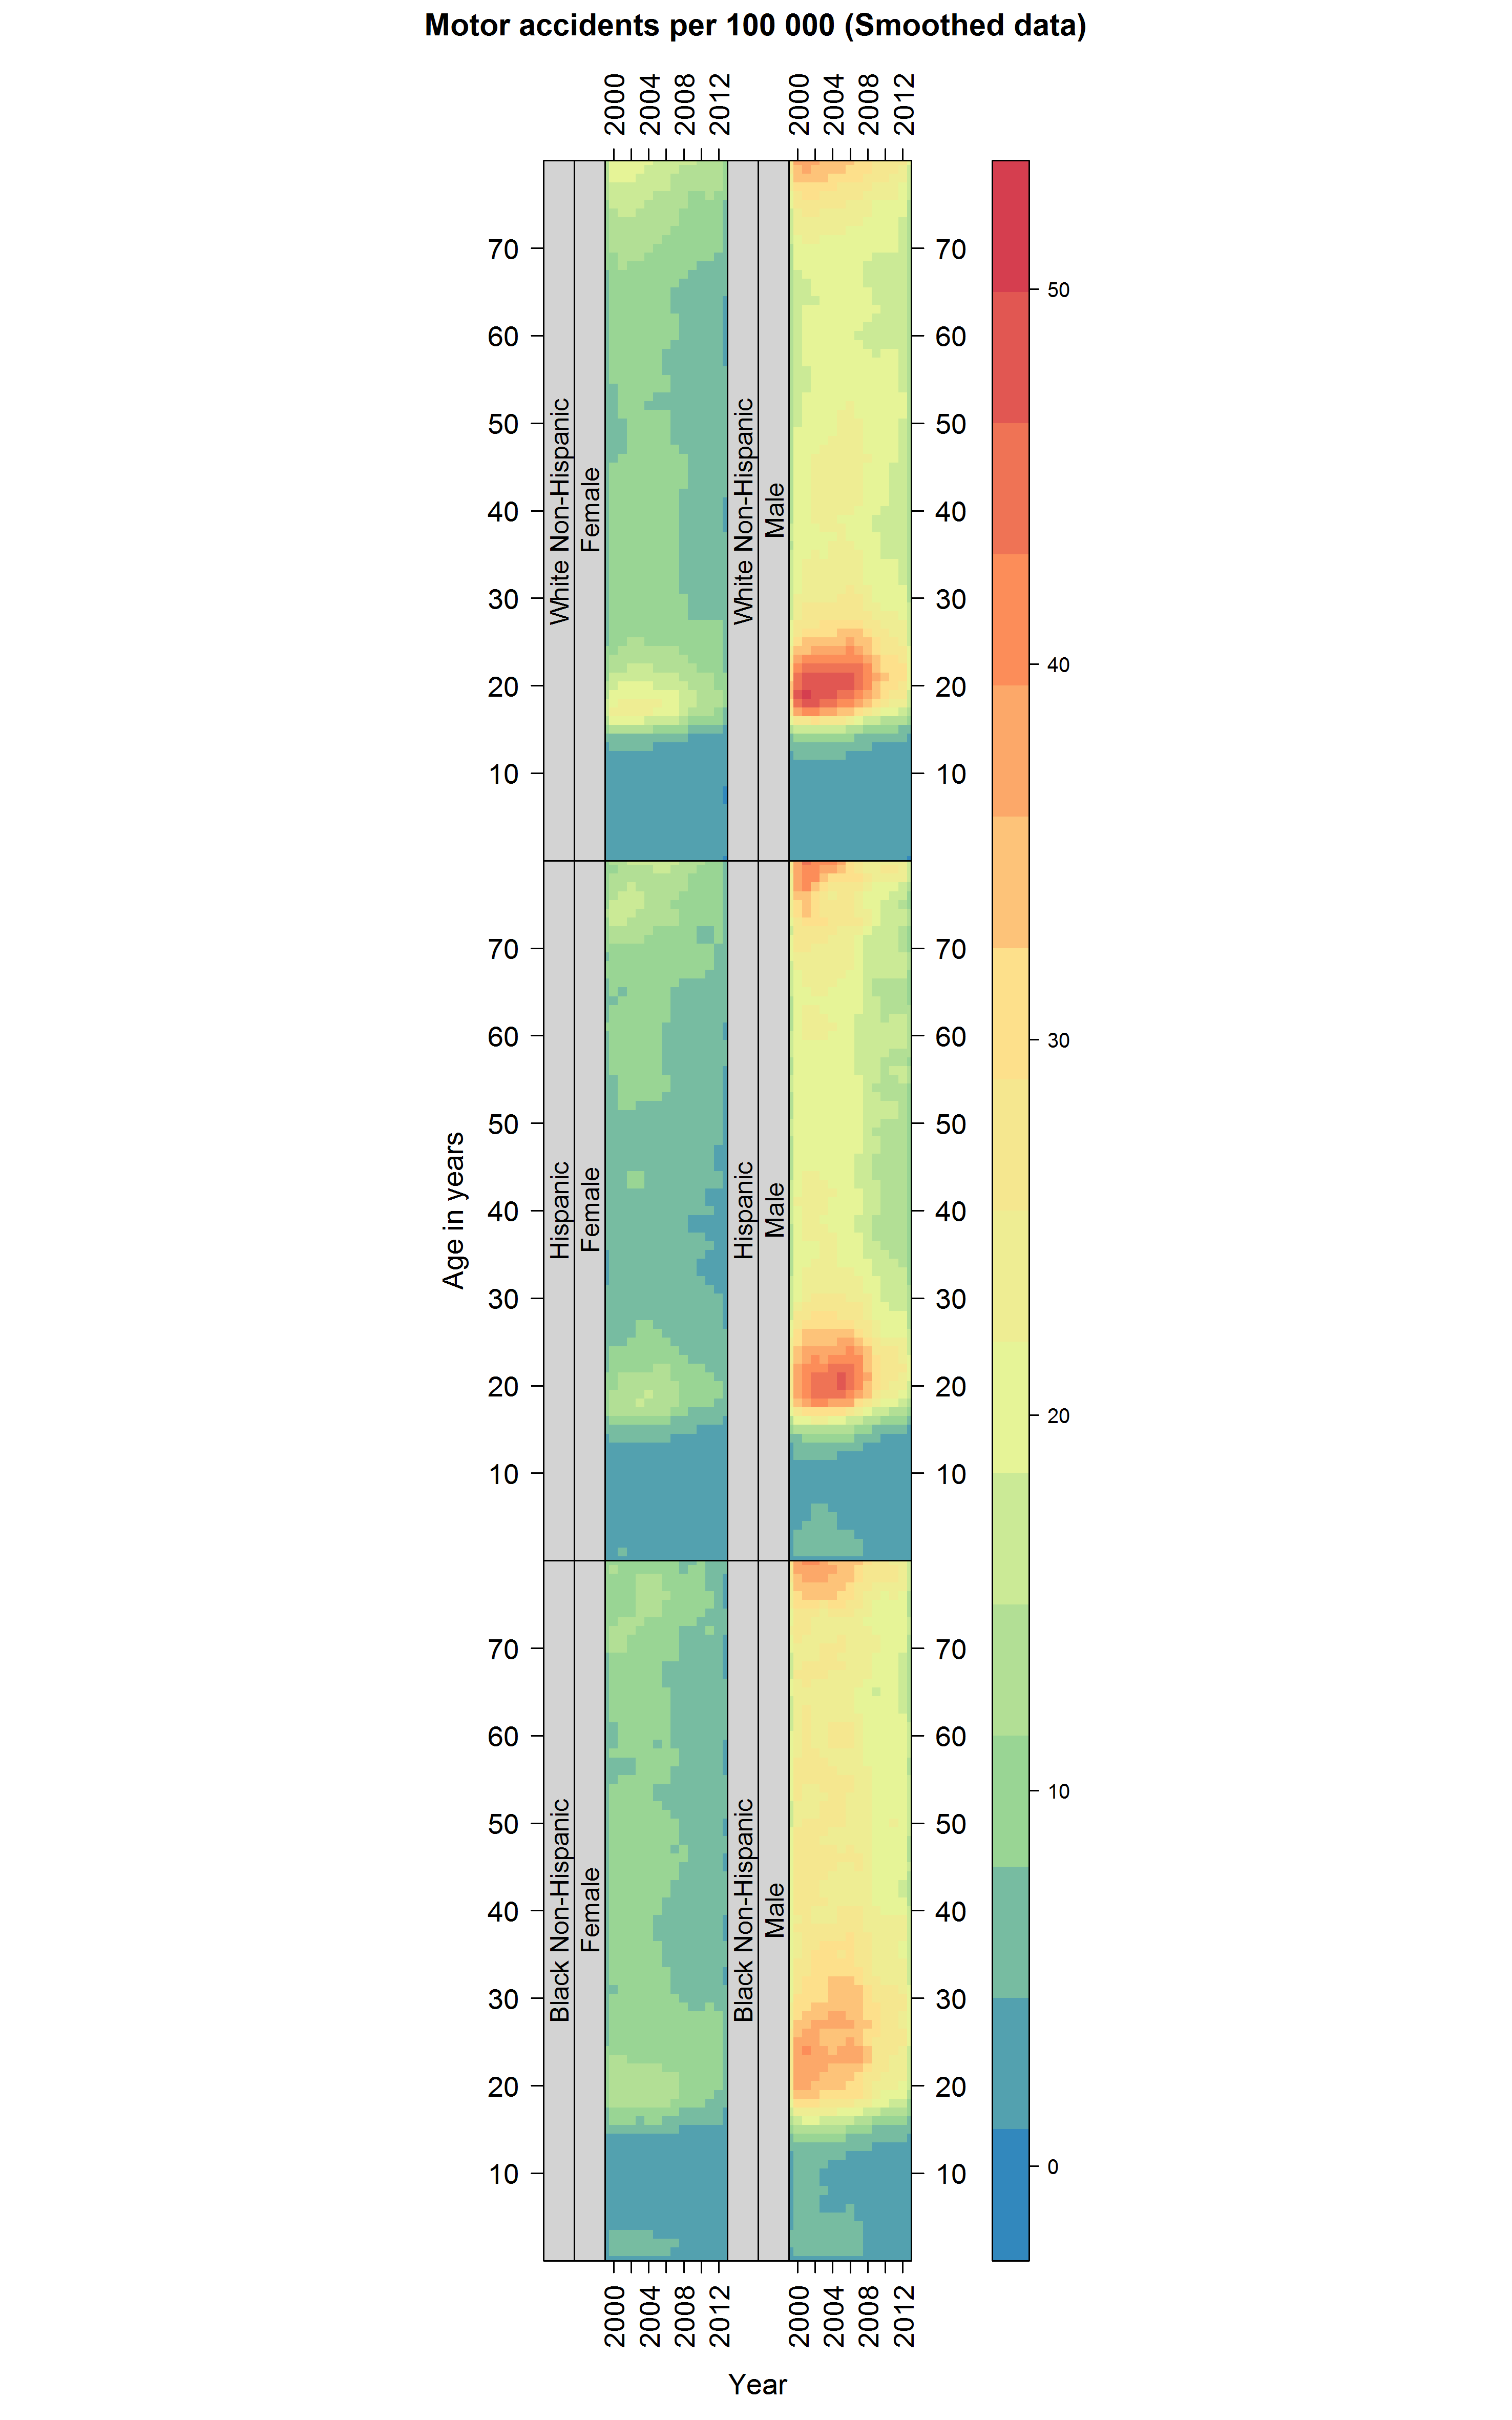 Motor accidents per 100 000 (Smoothed data)
2000 2004 2008 2012 2000 2004 2008 2012
White Non-Hispanic
Female
White Non-Hispanic
Male
70 60 50 40 30 20 10
70 60 50 40 30 20 10
Hispanic
Female
Hispanic
Male
70 60 50 40 30 20 10
70 60 50 40 30 20 10
Black Non-Hispanic
Female
Black Non-Hispanic
Male
70 60 50 40 30 20 10
70 60 50 40 30 20 10
Age in years
50
40
30
20
10
0
2000 2004 2008 2012 2000 2004 2008 2012
Year